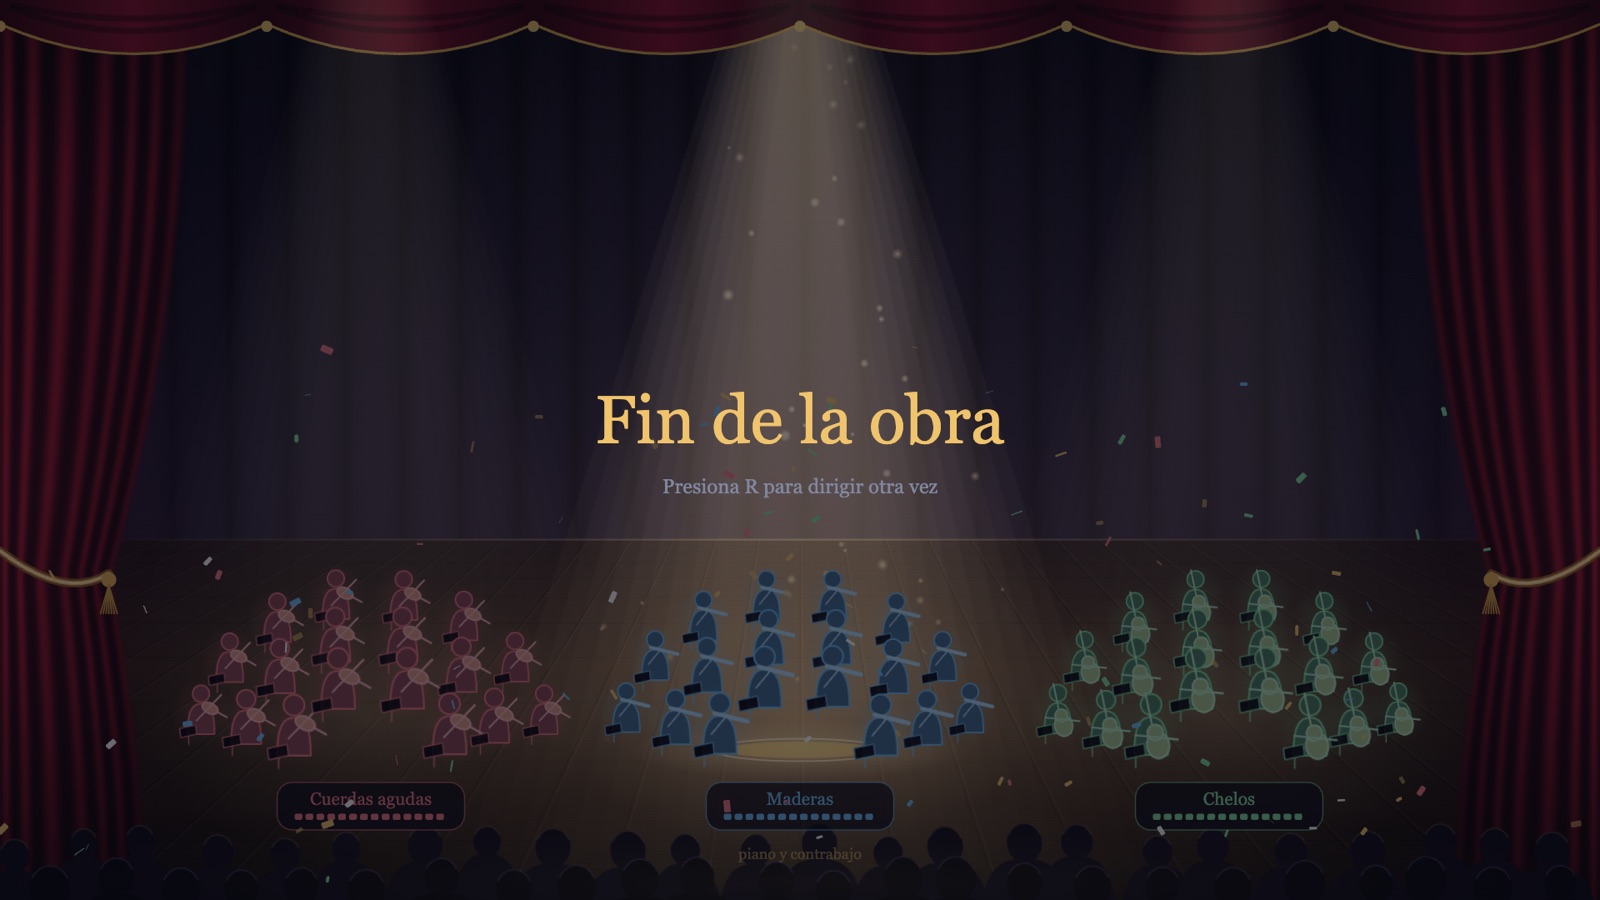 Fin de la obra
Presiona R para dirigir otra vez
Cuerdas agudas
Maderas
Chelos
piano y contrabajo